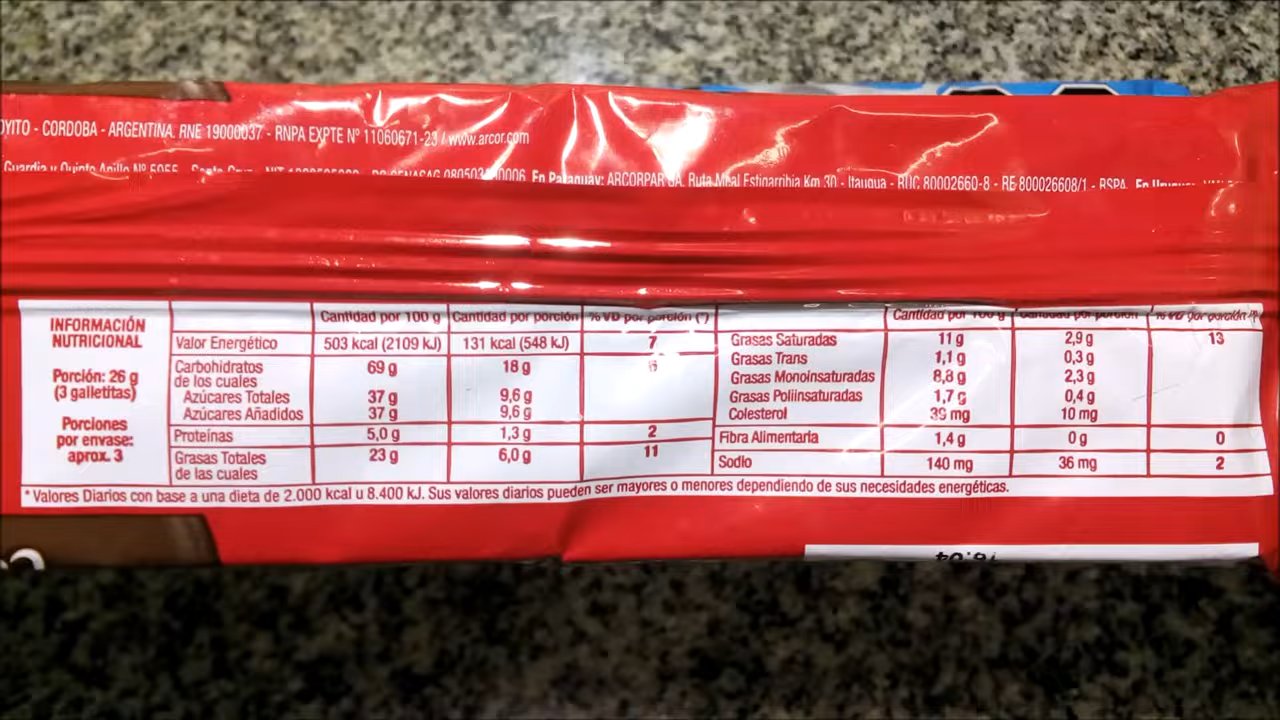 OYITO - CORDOBA - ARGENTINA. RNE 19000037 - RNPA EXPTE Nº 11060671-23 / www.arcor.com
Guardia y Quinto Anillo Nº 5955 080503 0006. En Paraguay: ARCORPAR SA. Ruta Mcal Estigarribia Km 30 - Itaugua - RUC 80002660-8 - RE 800026608/1 - RSPA.
INFORMACIÓN
NUTRICIONAL
Porción: 26 g
(3 galletitas)
Porciones
por envase:
aprox. 3
Cantidad por 100 g Cantidad por porción % VD por porción (*)
Valor Energético 503 kcal (2109 kJ) 131 kcal (548 kJ) 7
Carbohidratos 69 g 18 g 6
de los cuales
Azúcares Totales 37 g 9,6 g
Azúcares Añadidos 37 g 9,6 g
Proteínas 5,0 g 1,3 g 2
Grasas Totales 23 g 6,0 g 11
de los cuales
Cantidad por 100 g Cantidad por porción % VD por porción (*)
Grasas Saturadas 11 g 2,9 g 13
Grasas Trans 1,1 g 0,3 g
Grasas Monoinsaturadas 8,8 g 2,3 g
Grasas Poliinsaturadas 1,7 g 0,4 g
Colesterol 39 mg 10 mg
Fibra Alimentaria 1,4 g 0 g 0
Sodio 140 mg 36 mg 2
* Valores Diarios con base a una dieta de 2.000 kcal u 8.400 kJ. Sus valores diarios pueden ser mayores o menores dependiendo de sus necesidades energéticas.